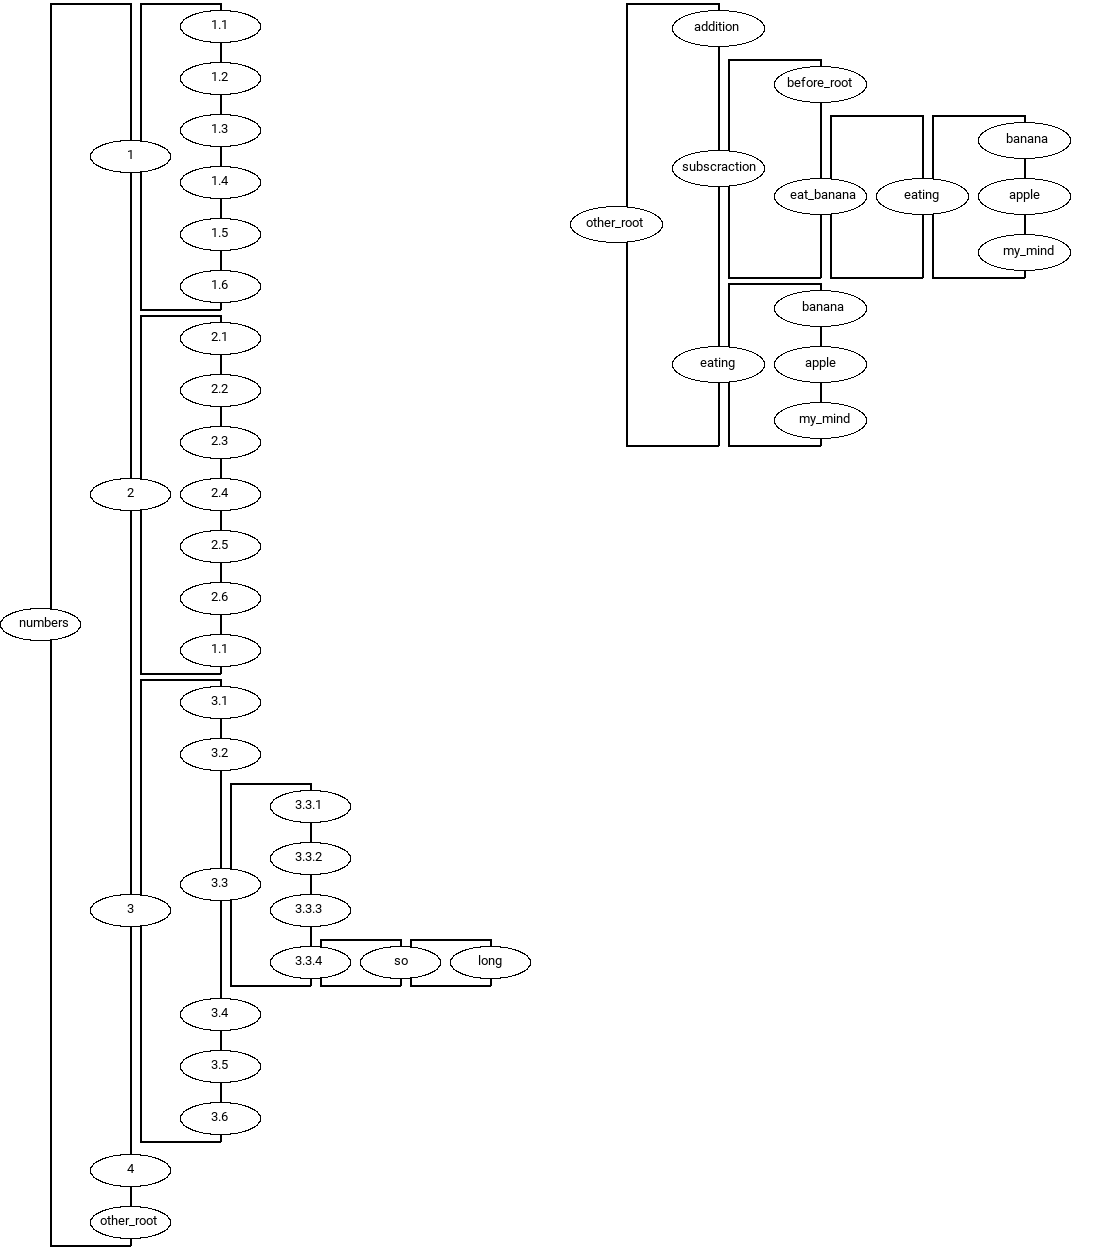 numbers
1
1.1
1.2
1.3
1.4
1.5
1.6
2
2.1
2.2
2.3
2.4
2.5
2.6
1.1
3
3.1
3.2
3.3
3.3.1
3.3.2
3.3.3
3.3.4
so
long
3.4
3.5
3.6
4
other_root
other_root
addition
subscraction
before_root
eat_banana
eating
banana
apple
my_mind
eating
banana
apple
my_mind